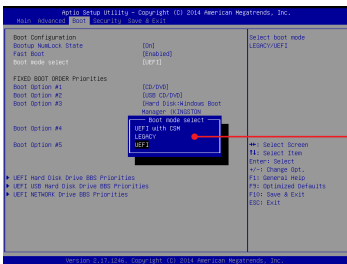 Aptio Setup Utility – Copyright (C) 2014 American Megatrends, Inc.
Main Advanced Boot Security Save & Exit
Boot Configuration
Bootup NumLock State [On]
Fast Boot [Enabled]
Boot mode select [UEFI]
FIXED BOOT ORDER Priorities
Boot Option #1 [CD/DVD]
Boot Option #2 [USB CD/DVD]
Boot Option #3 [Hard Disk:Windows Boot
Manager (KINGSTON
Boot Option #4
Boot Option #5
Boot mode select
UEFI with CSM
LEGACY
UEFI
▶ UEFI Hard Disk Drive BBS Priorities
▶ UEFI USB Hard Disk Drive BBS Priorities
▶ UEFI NETWORK Drive BBS Priorities
Select boot mode
LEGACY/UEFI
→←: Select Screen
↑↓: Select Item
Enter: Select
+/-: Change Opt.
F1: General Help
F9: Optimized Defaults
F10: Save & Exit
ESC: Exit
Version 2.17.1246. Copyright (C) 2014 American Megatrends, Inc.